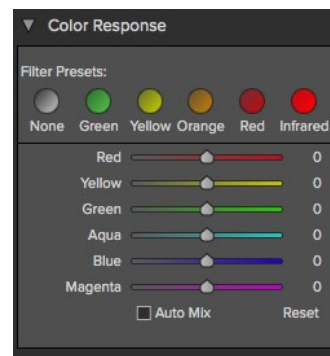 Color Response
Filter Presets:
None Green Yellow Orange Red Infrared
Red 0
Yellow 0
Green 0
Aqua 0
Blue 0
Magenta 0
Auto Mix Reset